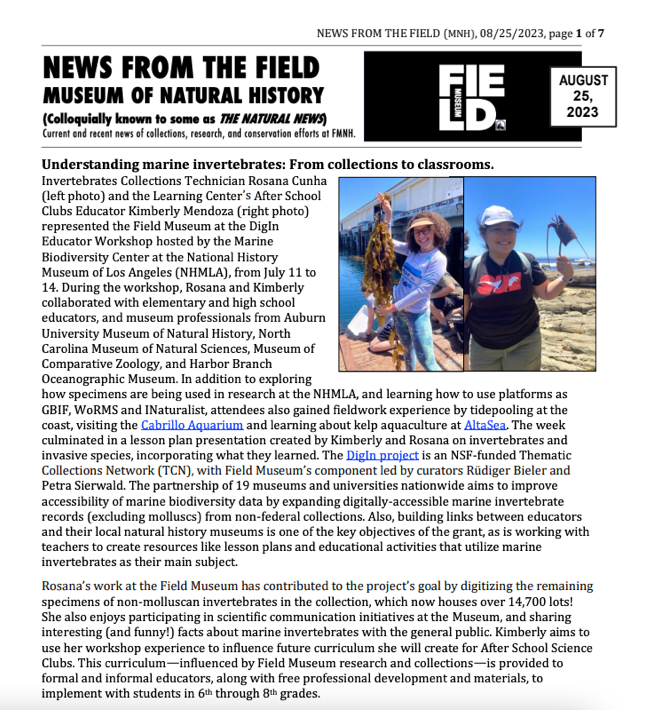 NEWS FROM THE FIELD (MNH), 08/25/2023, page 1 of 7
NEWS FROM THE FIELD
MUSEUM OF NATURAL HISTORY
(Colloquially known to some as THE NATURAL NEWS)
Current and recent news of collections, research, and conservation efforts at FMNH.
FIELD
MUSEUM
AUGUST
25,
2023
Understanding marine invertebrates: From collections to classrooms.
Invertebrates Collections Technician Rosana Cunha
(left photo) and the Learning Center's After School
Clubs Educator Kimberly Mendoza (right photo)
represented the Field Museum at the DigIn
Educator Workshop hosted by the Marine
Biodiversity Center at the National History
Museum of Los Angeles (NHMLA), from July 11 to
14. During the workshop, Rosana and Kimberly
collaborated with elementary and high school
educators, and museum professionals from Auburn
University Museum of Natural History, North
Carolina Museum of Natural Sciences, Museum of
Comparative Zoology, and Harbor Branch
Oceanographic Museum. In addition to exploring
how specimens are being used in research at the NHMLA, and learning how to use platforms as
GBIF, WoRMS and INaturalist, attendees also gained fieldwork experience by tidepooling at the
coast, visiting the Cabrillo Aquarium and learning about kelp aquaculture at AltaSea. The week
culminated in a lesson plan presentation created by Kimberly and Rosana on invertebrates and
invasive species, incorporating what they learned. The DigIn project is an NSF-funded Thematic
Collections Network (TCN), with Field Museum's component led by curators Rüdiger Bieler and
Petra Sierwald. The partnership of 19 museums and universities nationwide aims to improve
accessibility of marine biodiversity data by expanding digitally-accessible marine invertebrate
records (excluding molluscs) from non-federal collections. Also, building links between educators
and their local natural history museums is one of the key objectives of the grant, as is working with
teachers to create resources like lesson plans and educational activities that utilize marine
invertebrates as their main subject.
Rosana's work at the Field Museum has contributed to the project's goal by digitizing the remaining
specimens of non-molluscan invertebrates in the collection, which now houses over 14,700 lots!
She also enjoys participating in scientific communication initiatives at the Museum, and sharing
interesting (and funny!) facts about marine invertebrates with the general public. Kimberly aims to
use her workshop experience to influence future curriculum she will create for After School Science
Clubs. This curriculum—influenced by Field Museum research and collections—is provided to
formal and informal educators, along with free professional development and materials, to
implement with students in 6th through 8th grades.